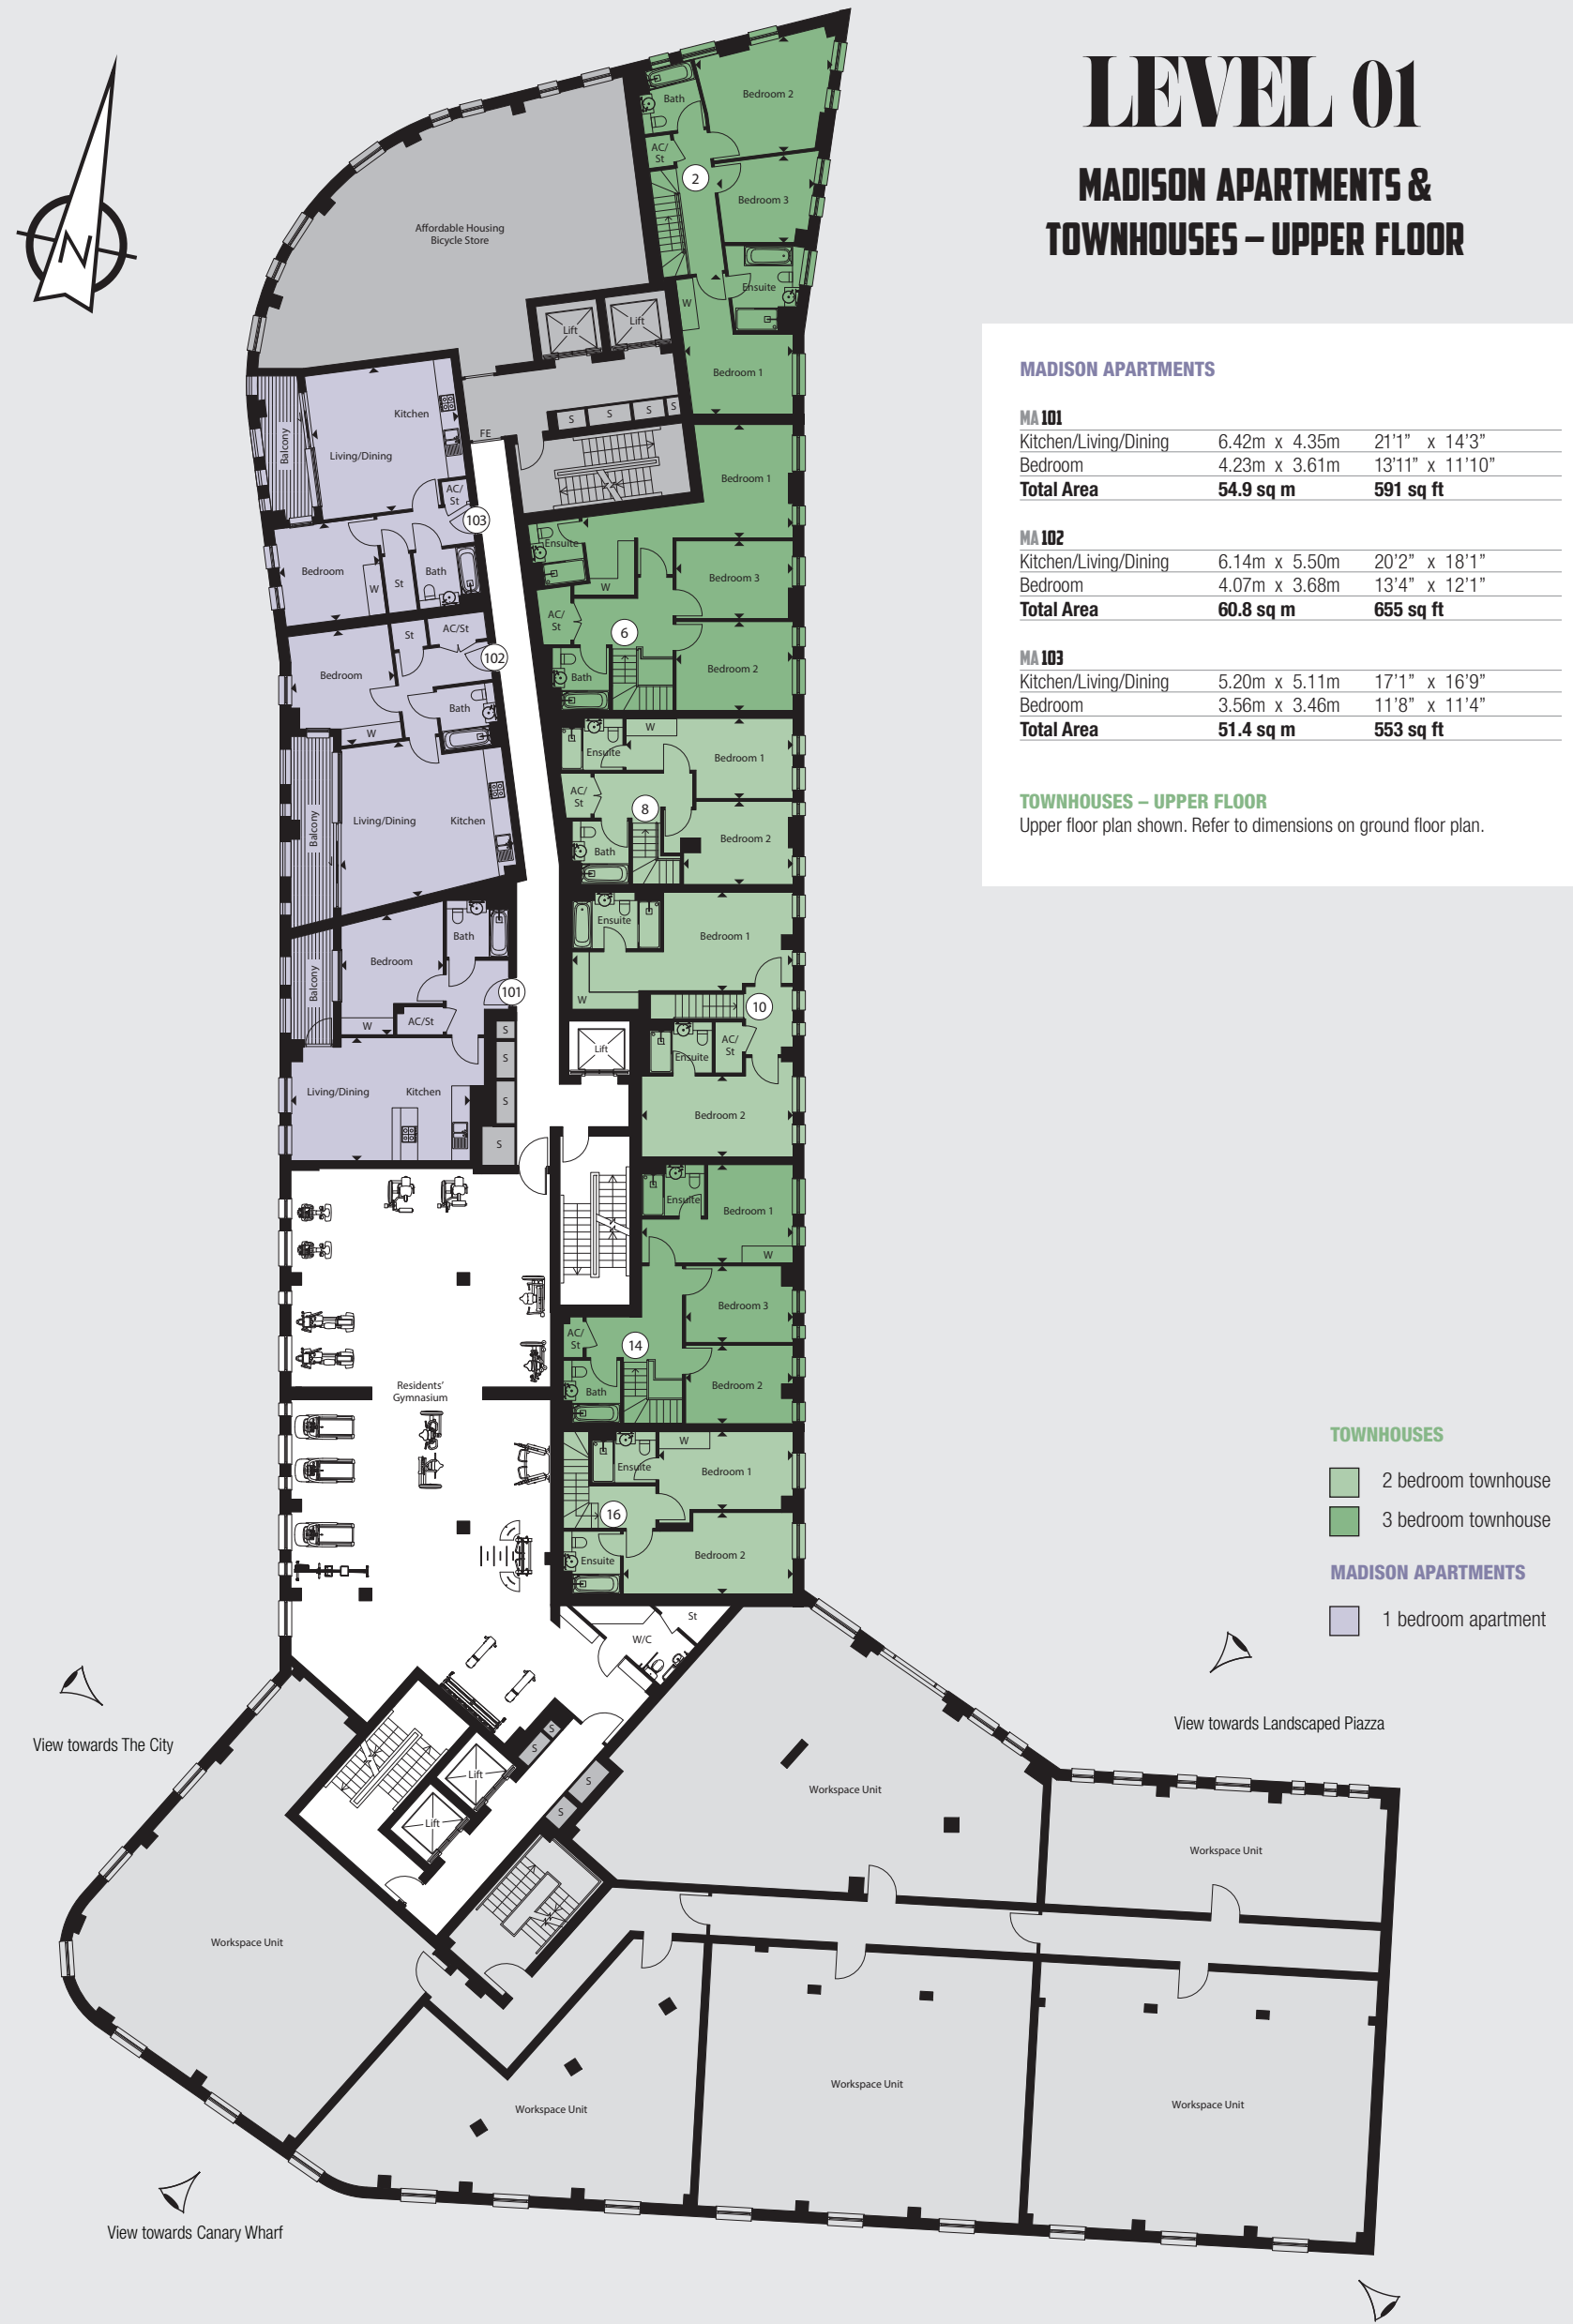 LEVEL 01
MADISON APARTMENTS &
TOWNHOUSES – UPPER FLOOR
MADISON APARTMENTS
MA 101
Kitchen/Living/Dining 6.42m x 4.35m 21’1” x 14’3”
Bedroom 4.23m x 3.61m 13’11” x 11’10”
Total Area 54.9 sq m 591 sq ft
MA 102
Kitchen/Living/Dining 6.14m x 5.50m 20’2” x 18’1”
Bedroom 4.07m x 3.68m 13’4” x 12’1”
Total Area 60.8 sq m 655 sq ft
MA 103
Kitchen/Living/Dining 5.20m x 5.11m 17’1” x 16’9”
Bedroom 3.56m x 3.46m 11’8” x 11’4”
Total Area 51.4 sq m 553 sq ft
TOWNHOUSES – UPPER FLOOR
Upper floor plan shown. Refer to dimensions on ground floor plan.
TOWNHOUSES
2 bedroom townhouse
3 bedroom townhouse
MADISON APARTMENTS
1 bedroom apartment
N
Affordable Housing
Bicycle Store
Bath
Bedroom 2
AC/
St
2
Bedroom 3
Ensuite
W
Bedroom 1
Lift
Lift
S
S
S
S
FE
Kitchen
Living/Dining
Balcony
AC/
St
103
Bedroom
W
St
Bath
Bedroom 1
Ensuite
W
Bedroom 3
AC/
St
6
Bath
Bedroom 2
St
AC/St
102
Bedroom
Bath
W
Balcony
Living/Dining
Kitchen
W
Ensuite
Bedroom 1
AC/
St
8
Bath
Bedroom 2
Bath
Bedroom
Balcony
101
W
AC/St
S
S
S
S
Living/Dining
Kitchen
Ensuite
Bedroom 1
W
10
Lift
Ensuite
AC/
St
Bedroom 2
Ensuite
Bedroom 1
W
Bedroom 3
AC/
St
14
Bath
Bedroom 2
Residents’
Gymnasium
W
Ensuite
Bedroom 1
16
Ensuite
Bedroom 2
St
W/C
S
S
S
S
Lift
Lift
Workspace Unit
Workspace Unit
Workspace Unit
Workspace Unit
Workspace Unit
Workspace Unit
View towards The City
View towards Landscaped Piazza
View towards Canary Wharf